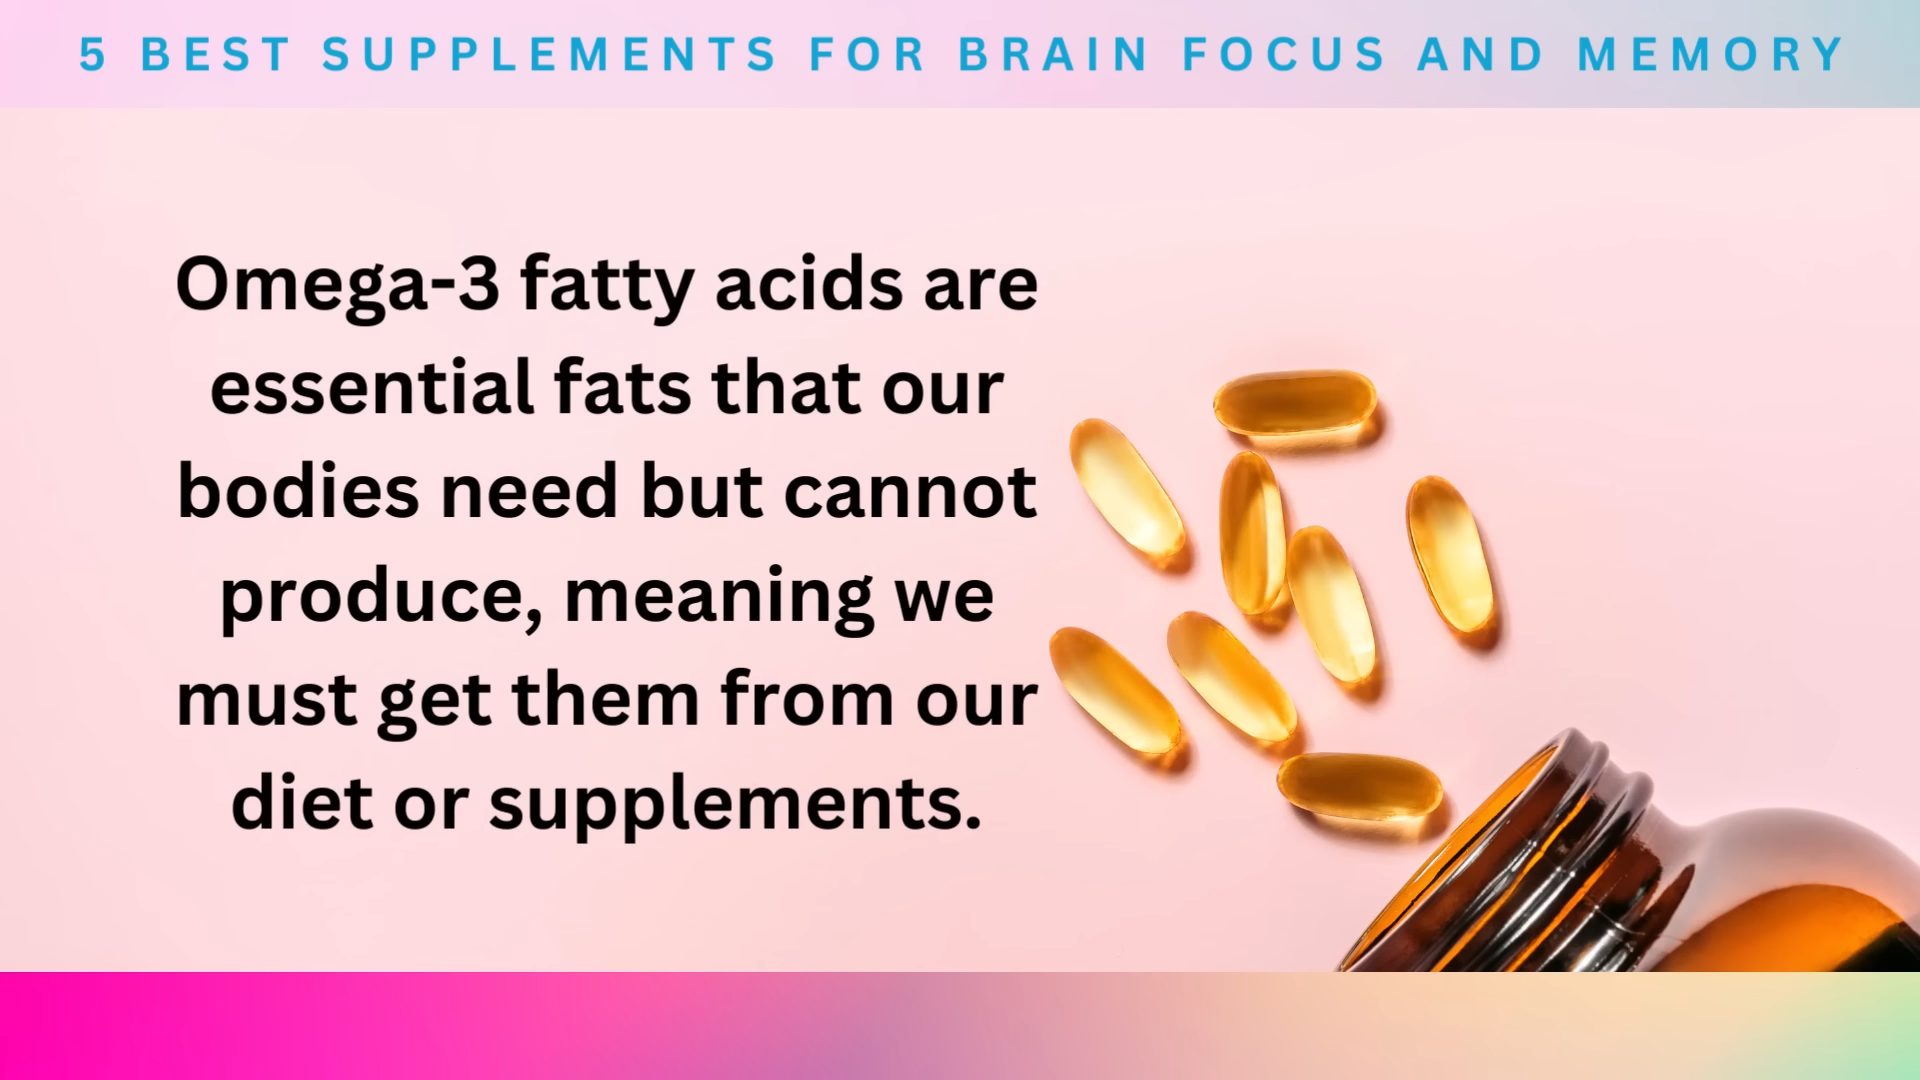 5 BEST SUPPLEMENTS FOR BRAIN FOCUS AND MEMORY
Omega-3 fatty acids are
essential fats that our
bodies need but cannot
produce, meaning we
must get them from our
diet or supplements.